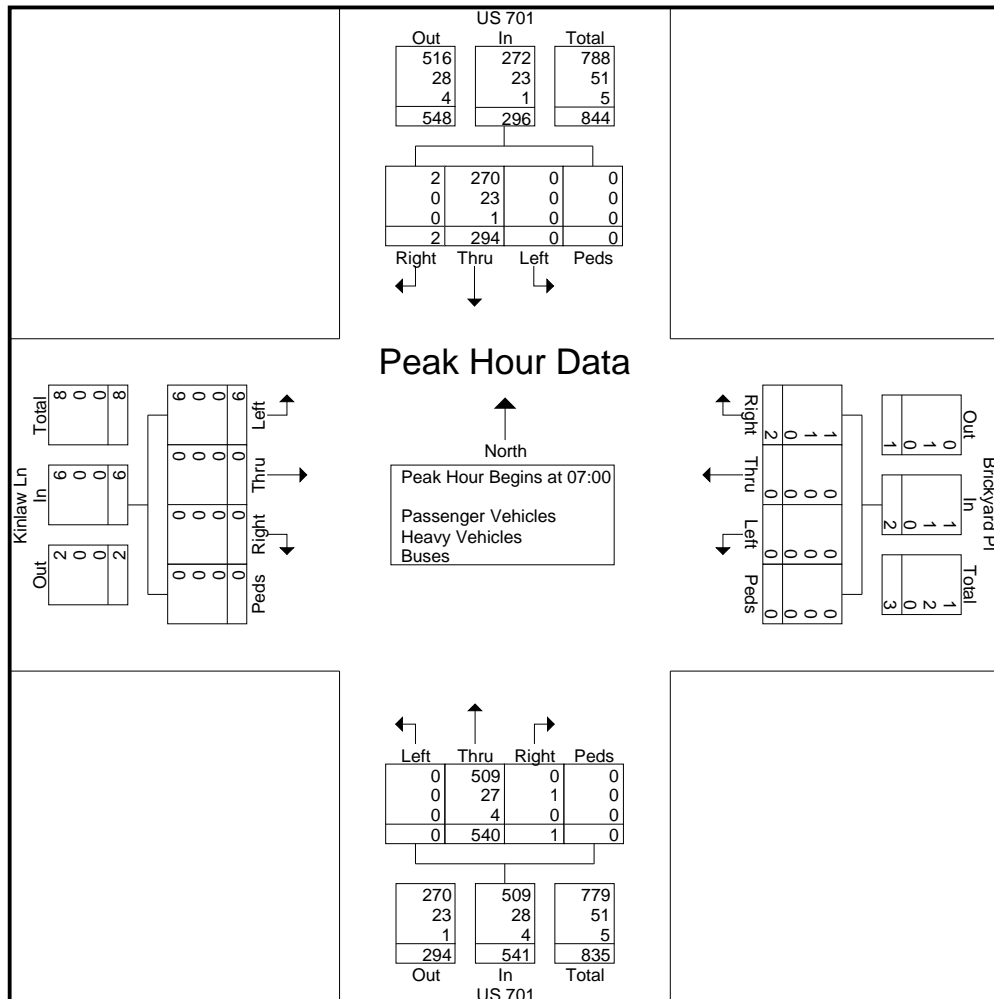 US 701
Out In Total
516 272 788
28 23 51
4 1 5
548 296 844
2 270 0 0
0 23 0 0
0 1 0 0
2 294 0 0
Right Thru Left Peds
Peak Hour Data
North
Peak Hour Begins at 07:00
Passenger Vehicles
Heavy Vehicles
Buses
Kinlaw Ln
Total In Out
8 6 2
0 0 0
0 0 0
8 6 2
Left Thru Right Peds
6 0 0 0
0 0 0 0
0 0 0 0
6 0 0 0
Right Thru Left Peds
1 0 0 0
1 0 0 0
0 0 0 0
2 0 0 0
Brickyard Pl
Out In Total
0 1 1
1 1 2
0 0 0
1 2 3
Left Thru Right Peds
0 509 0 0
0 27 1 0
0 4 0 0
0 540 1 0
270 509 779
23 28 51
1 4 5
294 541 835
Out In Total
US 701